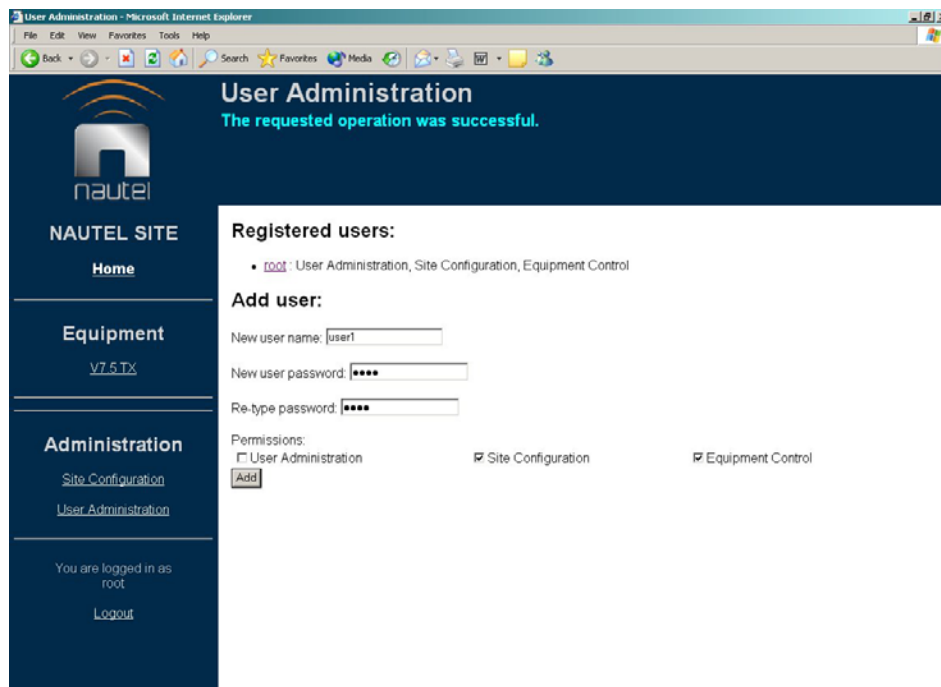 User Administration - Microsoft Internet Explorer
File Edit View Favorites Tools Help
Back Search Favorites Media
nautel
User Administration
The requested operation was successful.
NAUTEL SITE
Home
Equipment
V7.5 TX
Administration
Site Configuration
User Administration
You are logged in as
root
Logout
Registered users:
• root : User Administration, Site Configuration, Equipment Control
Add user:
New user name: user1
New user password: ••••
Re-type password: ••••
Permissions:
User Administration Site Configuration Equipment Control
Add